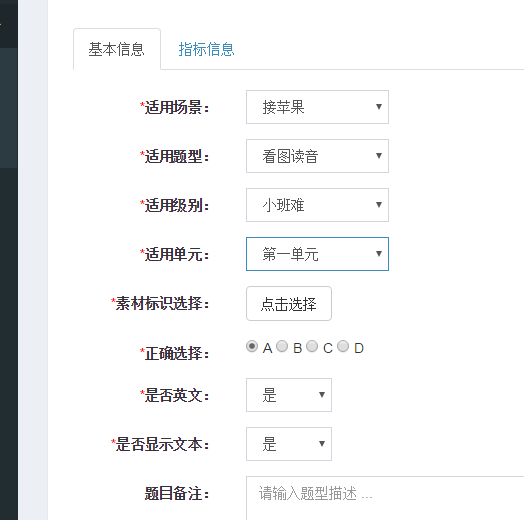 基本信息 指标信息
*适用场景： 接苹果
*适用题型： 看图读音
*适用级别： 小班难
*适用单元： 第一单元
*素材标识选择： 点击选择
*正确选择： A B C D
*是否英文： 是
*是否显示文本： 是
题目备注： 请输入题型描述 ...